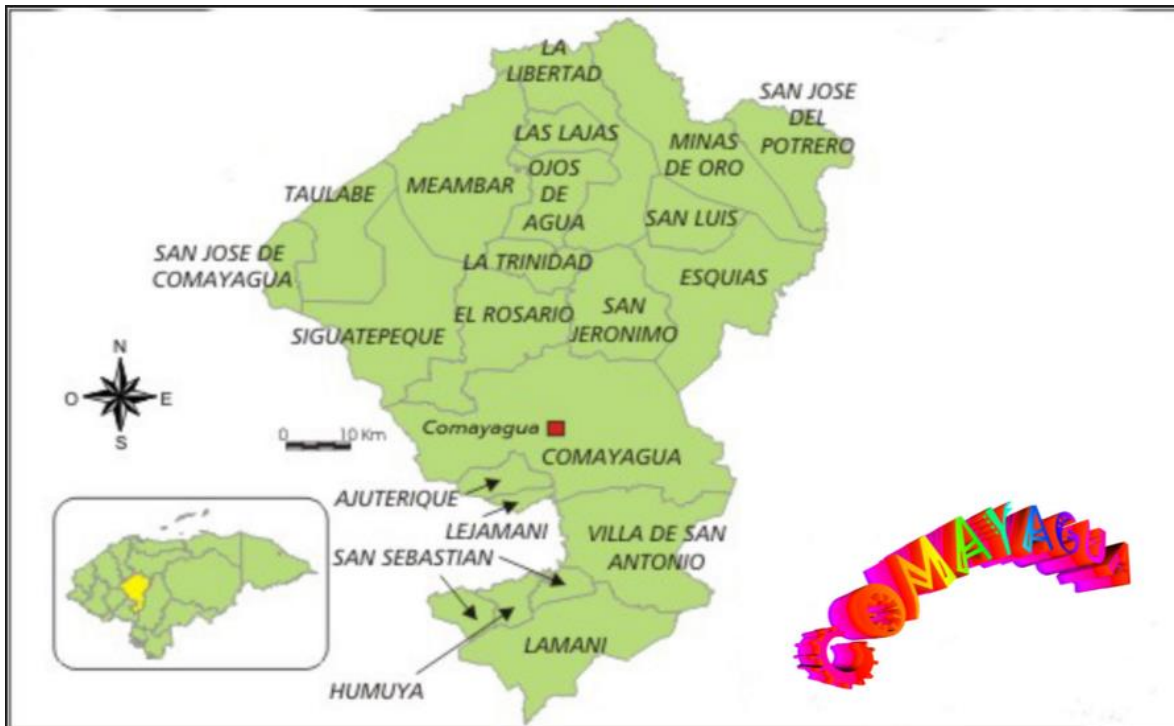 LA
LIBERTAD
SAN JOSE
DEL
POTRERO
LAS LAJAS
MINAS
DE ORO
OJOS
DE
AGUA
MEAMBAR
TAULABE
SAN LUIS
SAN JOSE DE
COMAYAGUA
LA TRINIDAD
ESQUIAS
EL ROSARIO
SAN
JERONIMO
SIGUATEPEQUE
N
O
E
S
0
10 Km
Comayagua
COMAYAGUA
AJUTERIQUE
LEJAMANI
VILLA DE SAN
ANTONIO
SAN SEBASTIAN
LAMANI
HUMUYA
COMAYAGUA